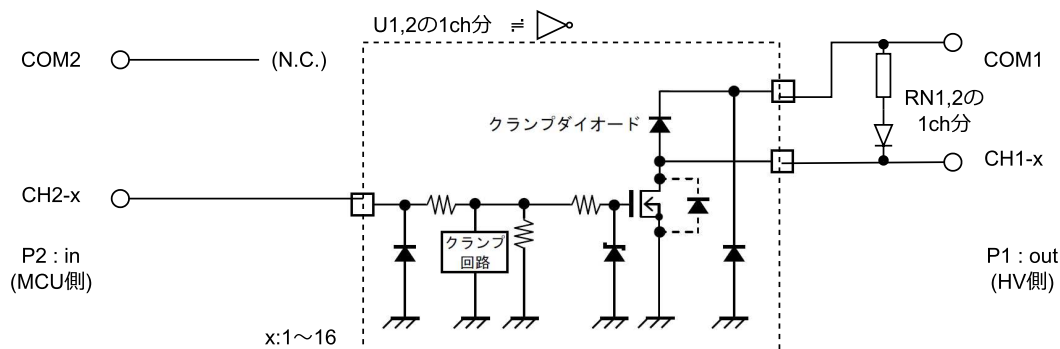 U1,2の1ch分 ≓
COM2
(N.C.)
COM1
RN1,2の
1ch分
クランプダイオード
CH2-x
CH1-x
クランプ
回路
P2 : in
(MCU側)
P1 : out
(HV側)
x:1～16